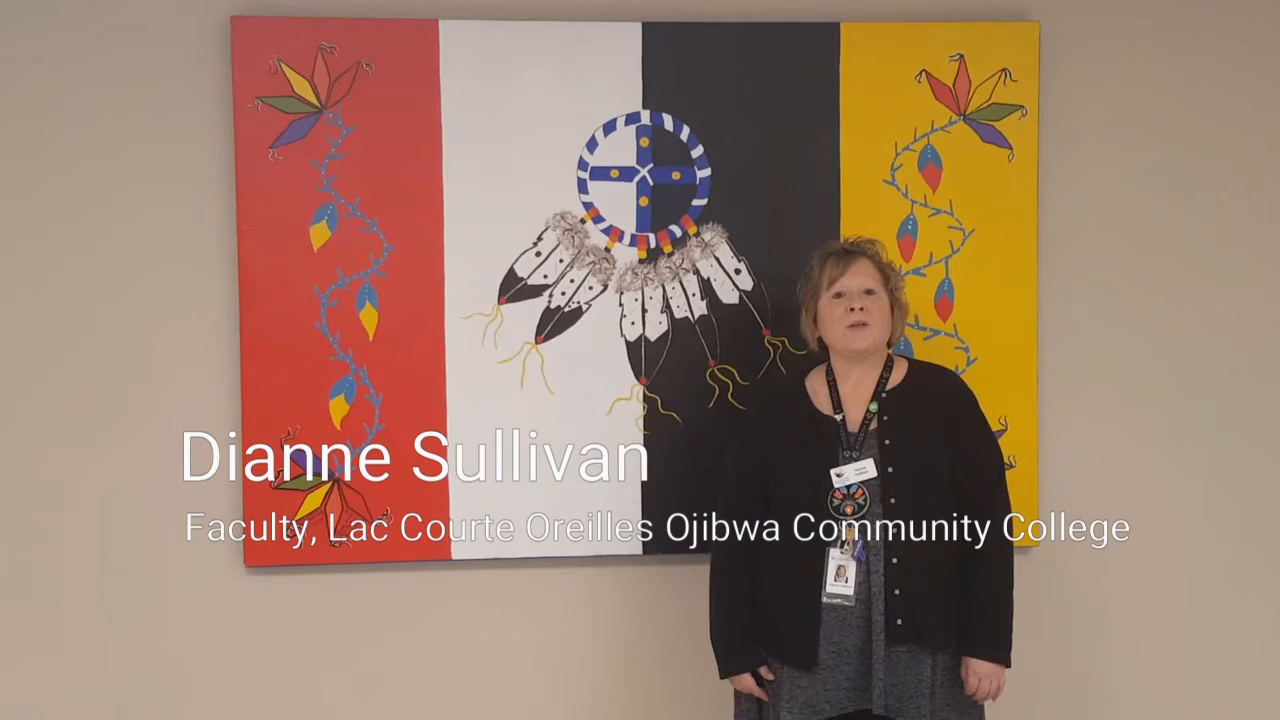 Dianne Sullivan
Faculty, Lac Courte Oreilles Ojibwa Community College